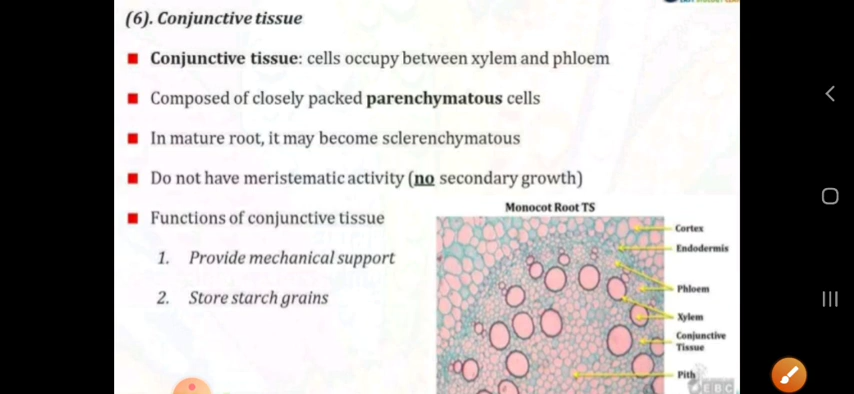 (6). Conjunctive tissue
Conjunctive tissue: cells occupy between xylem and phloem
Composed of closely packed parenchymatous cells
In mature root, it may become sclerenchymatous
Do not have meristematic activity (no secondary growth)
Functions of conjunctive tissue
1. Provide mechanical support
2. Store starch grains
Monocot Root TS
Cortex
Endodermis
Phloem
Xylem
Conjunctive
Tissue
Pith
EBC